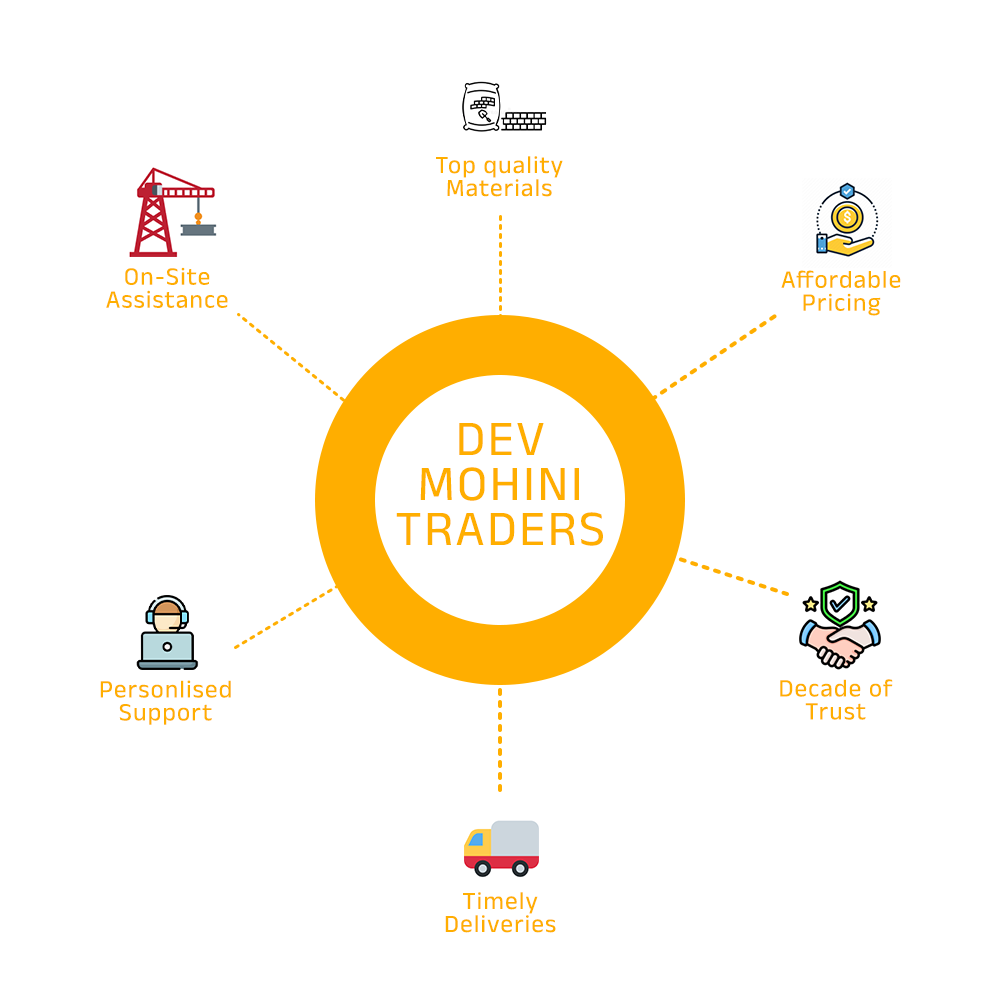 Top quality
Materials
On-Site
Assistance
Affordable
Pricing
DEV
MOHINI
TRADERS
Personlised
Support
Decade of
Trust
Timely
Deliveries